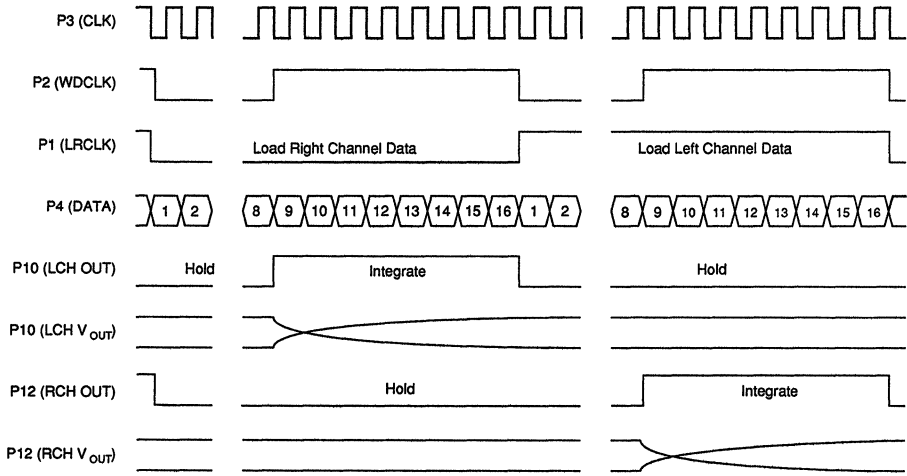 P3 (CLK)
P2 (WDCLK)
P1 (LRCLK)
Load Right Channel Data
Load Left Channel Data
P4 (DATA)
1 2 8 9 10 11 12 13 14 15 16 1 2 8 9 10 11 12 13 14 15 16
P10 (LCH OUT)
Hold
Integrate
Hold
P10 (LCH V OUT)
P12 (RCH OUT)
Hold
Integrate
P12 (RCH V OUT)